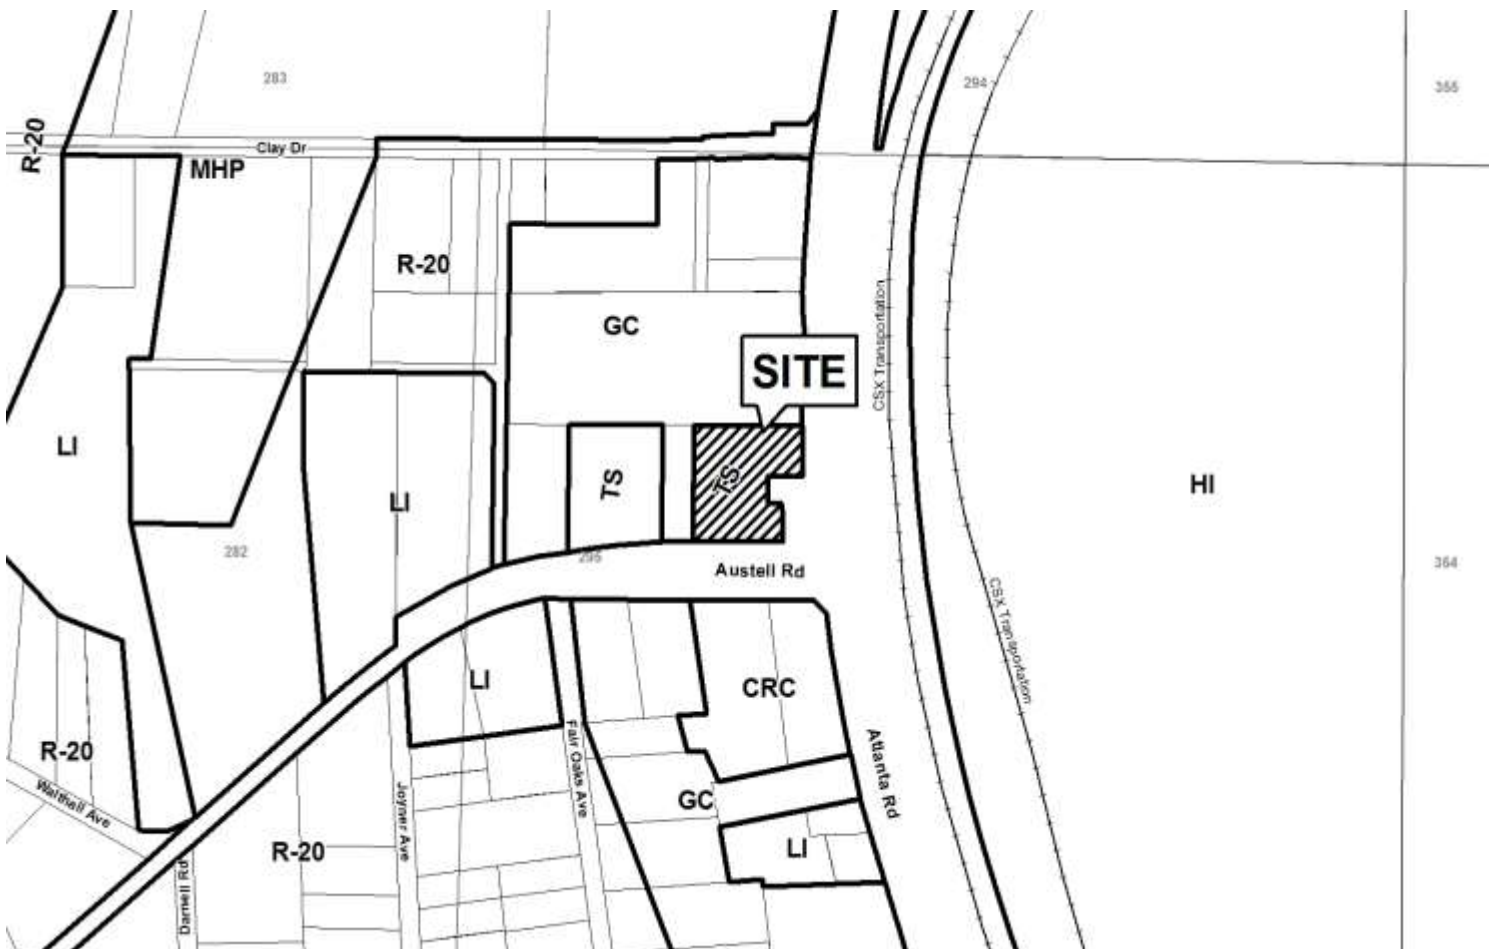 283
294
355
R-20
Clay Dr
MHP
R-20
GC
CSX Transportation
SITE
LI
TS
TS
HI
LI
282
295
Austell Rd
364
CSX Transportation
LI
CRC
R-20
Fair Oaks Ave
Atlanta Rd
Walthall Ave
Joyner Ave
GC
R-20
LI
Darnell Rd